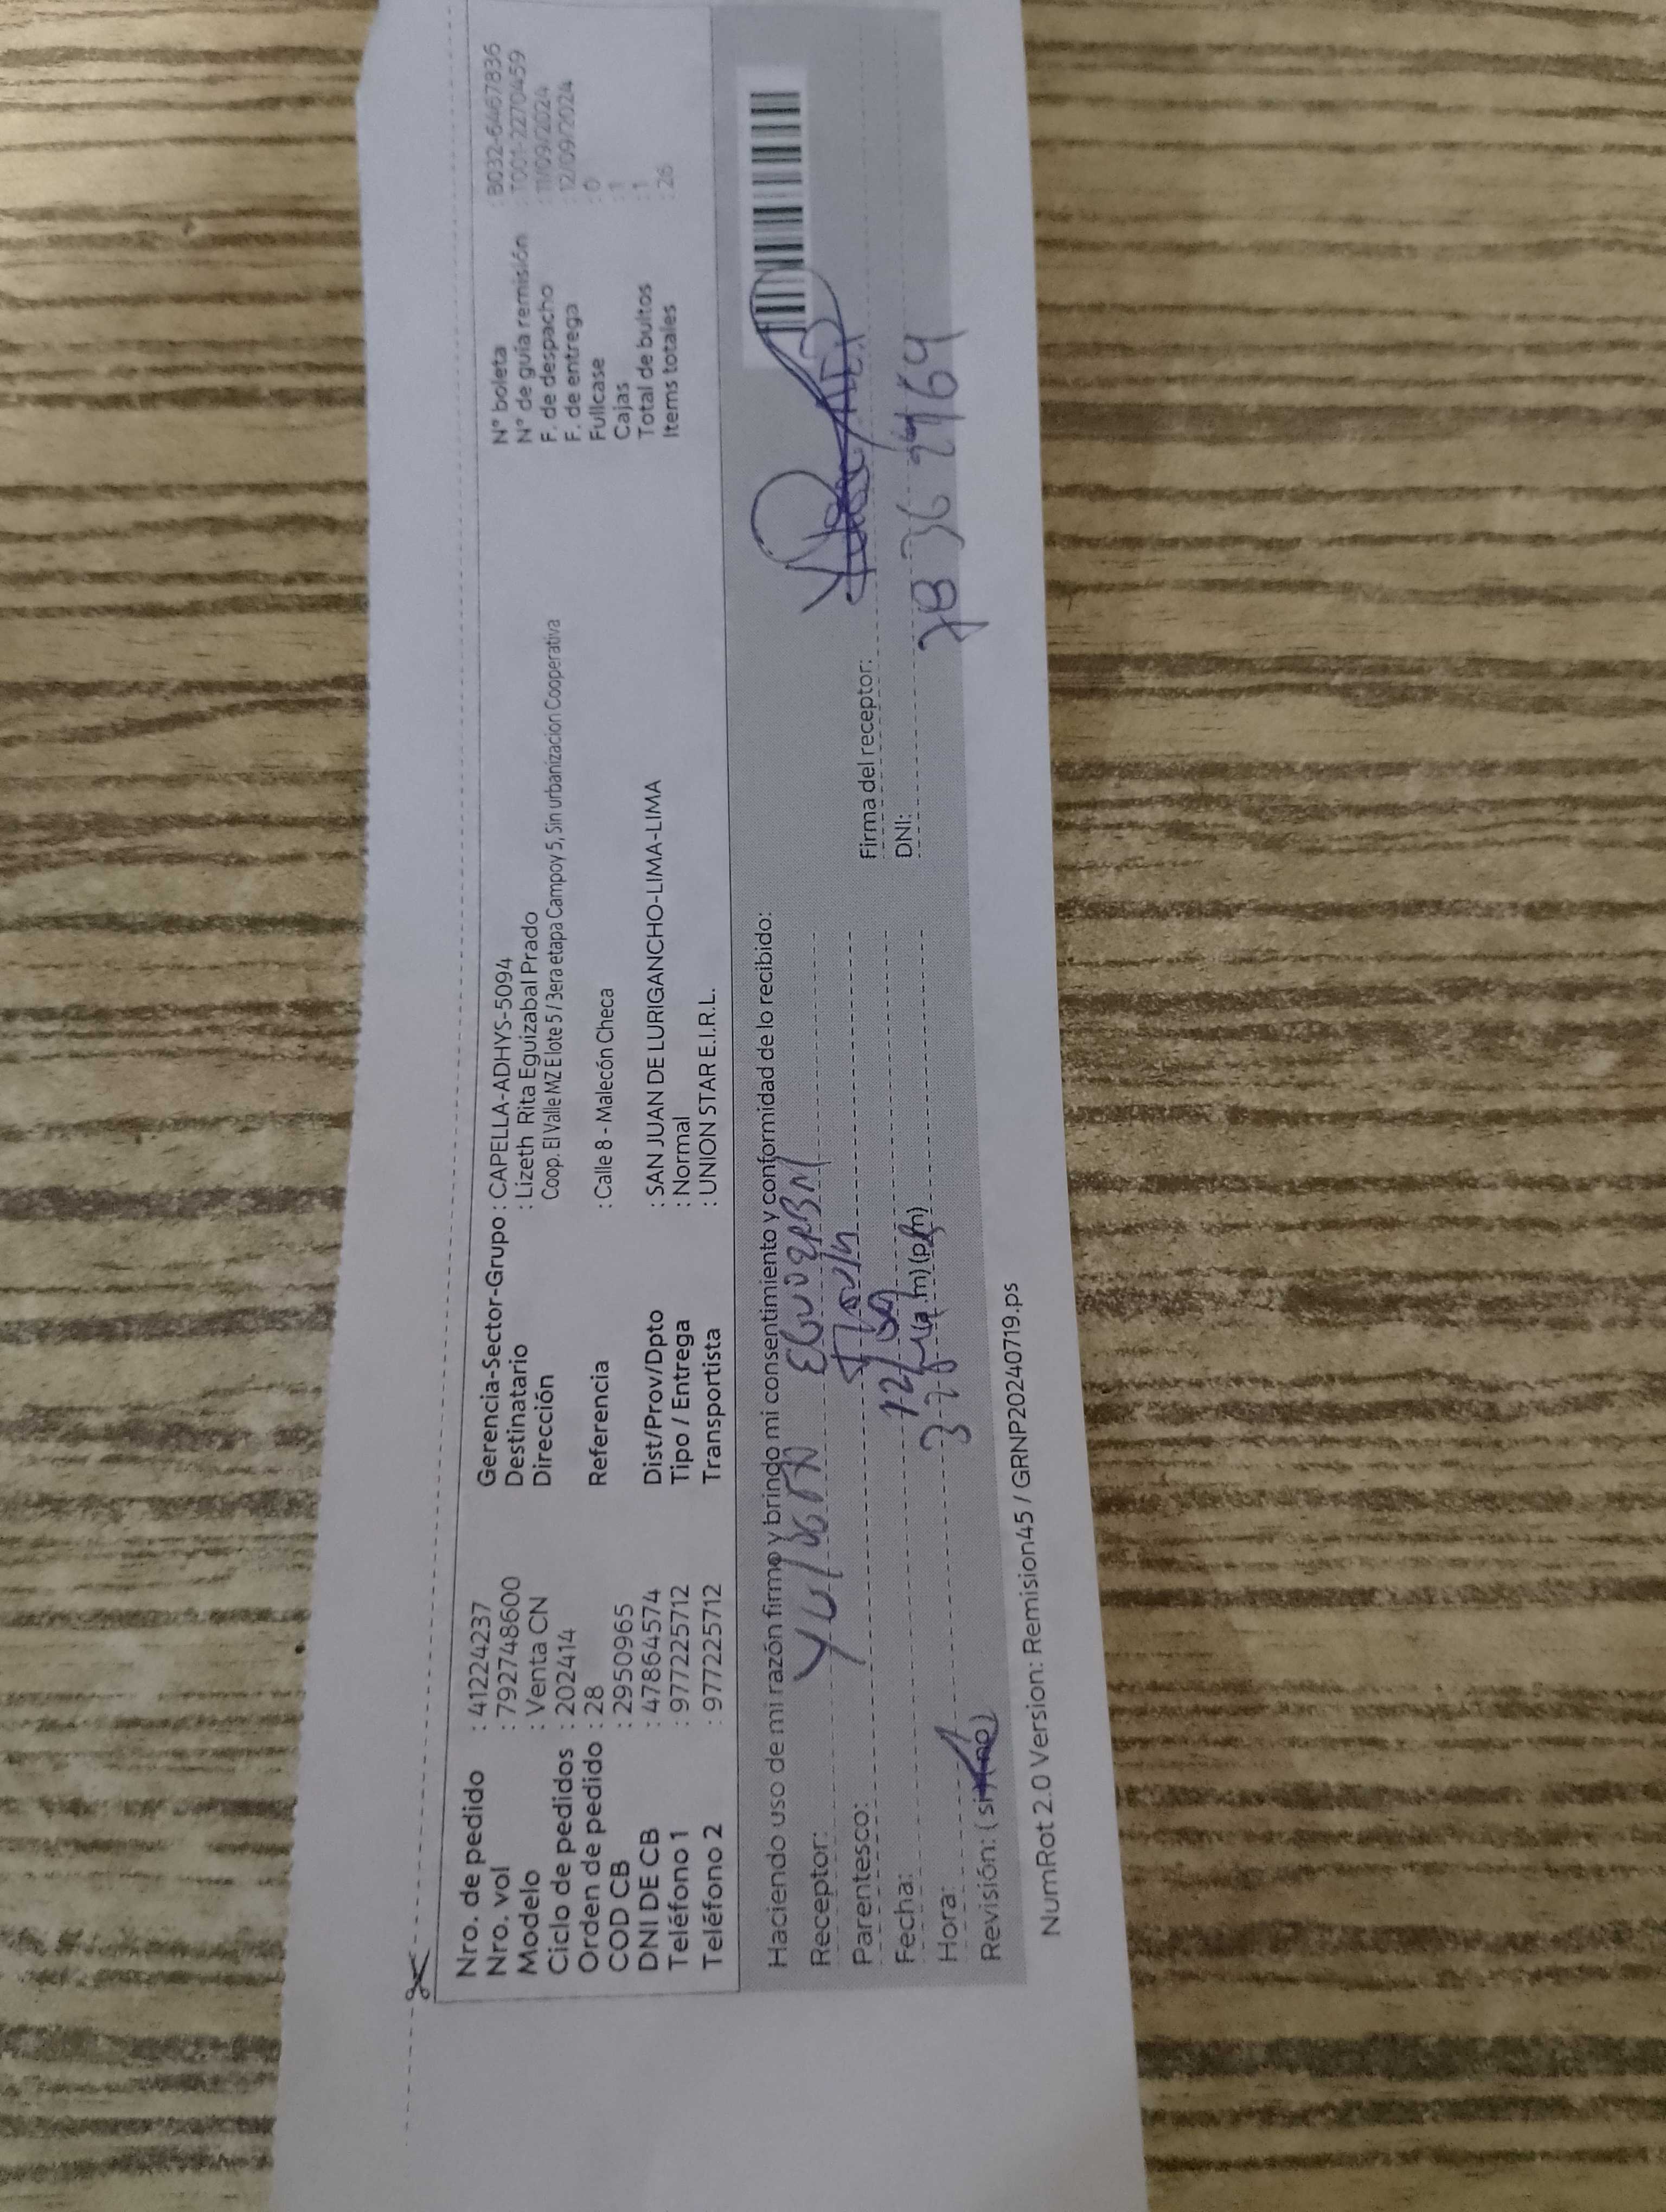 Nro. de pedido : 41224237
Nro. vol : 792748600
Modelo : Venta CN
Ciclo de pedidos : 202414
Orden de pedido : 28
COD CB : 2950965
DNI DE CB : 47864574
Teléfono 1 : 977225712
Teléfono 2 : 977225712
Gerencia-Sector-Grupo : CAPELLA-ADHYS-5094
Destinatario : Lizeth Rita Eguizabal Prado
Dirección Coop. El Valle MZ E lote 5 / 3era etapa Campoy 5, Sin urbanizacion Cooperativa
Referencia : Calle 8 - Malecón Checa
Dist/Prov/Dpto : SAN JUAN DE LURIGANCHO-LIMA-LIMA
Tipo / Entrega : Normal
Transportista : UNION STAR E.I.R.L.
N° boleta : B032-64678936
N° de guía remisión : T001-22770459
F. de despacho : 11/09/2024
F. de entrega : 12/09/2024
Fullcase : 0
Cajas : 1
Total de bultos : 1
Items totales : 26
Haciendo uso de mi razón firmo y brindo mi consentimiento y conformidad de lo recibido:
Receptor:
Parentesco:
Fecha: 12/09
Hora: (a.m) (p.m)
Revisión: (si) (no)
Firma del receptor:
DNI:
NumRot 2.0 Version: Remision45 / GRNP20240719.ps